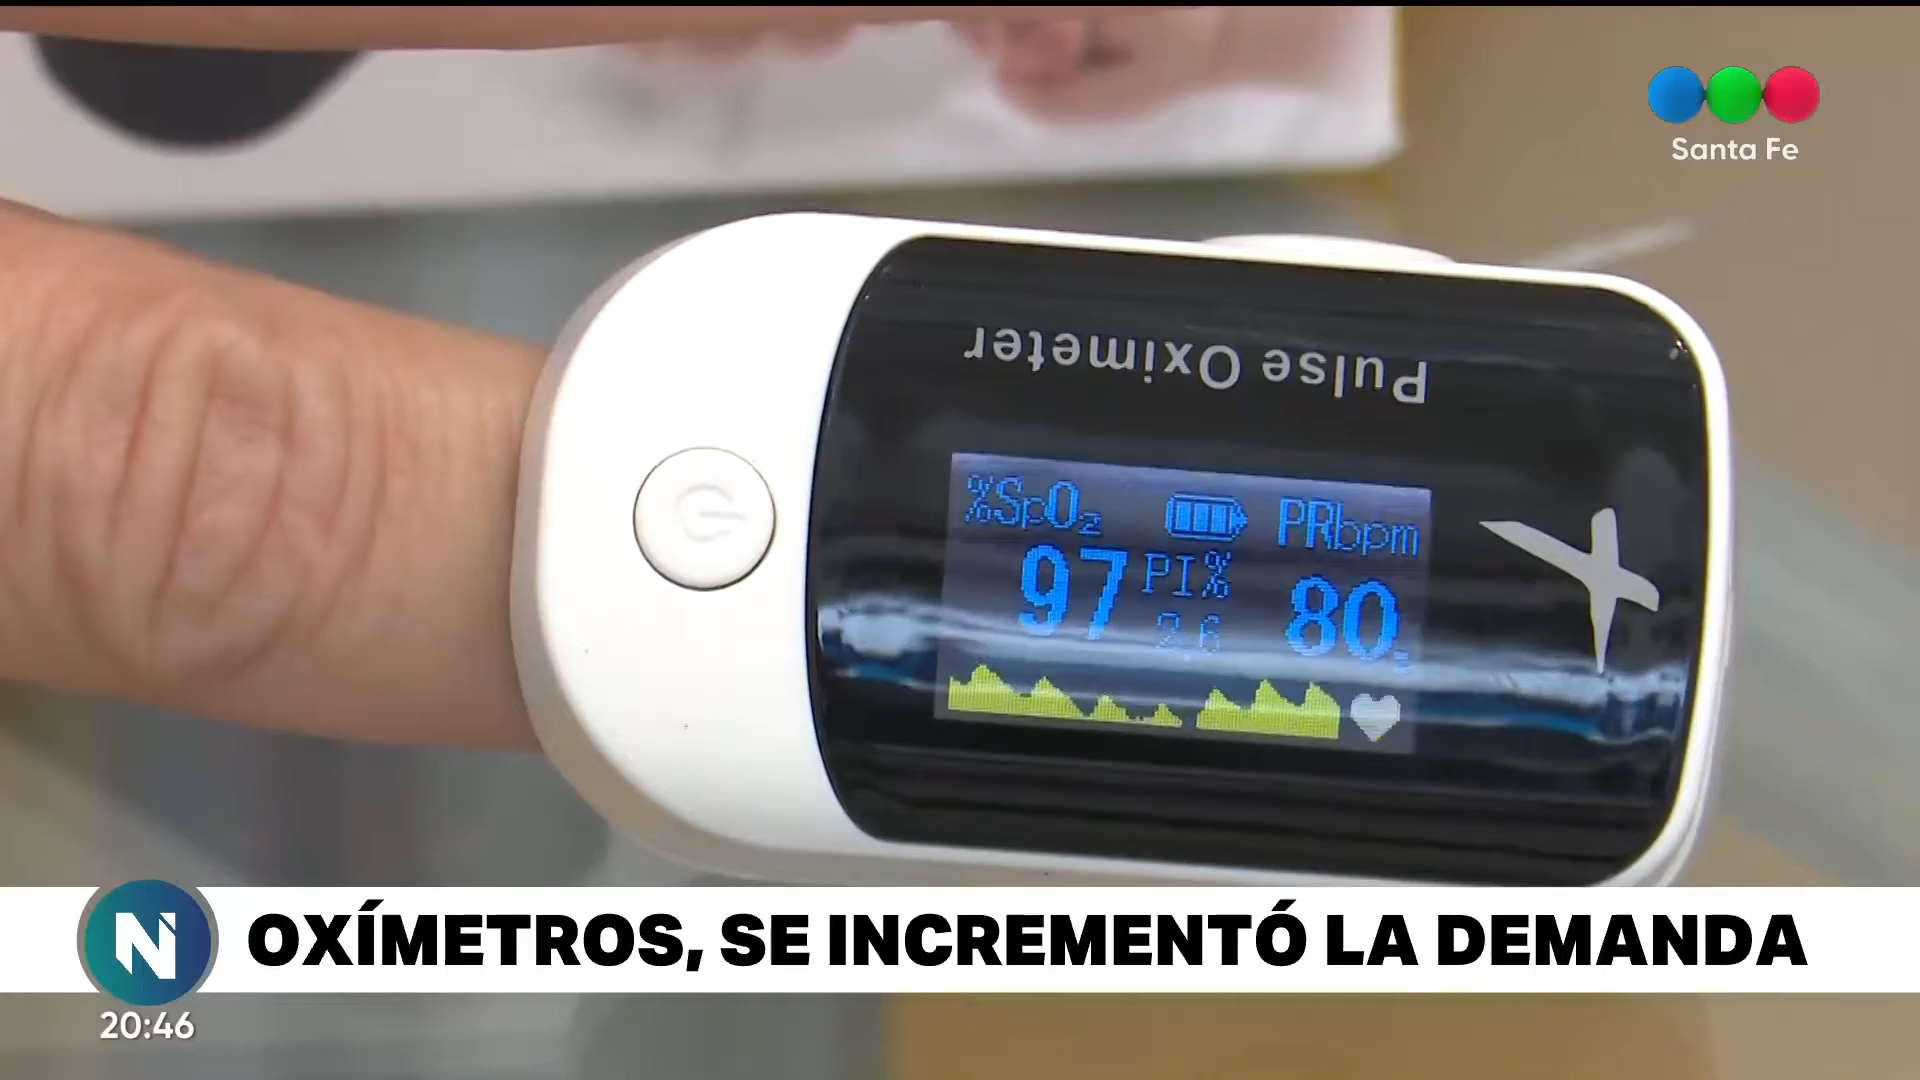 Santa Fe
Pulse Oximeter
%SpO₂ PRbpm
97 PI% 80
2.6
OXÍMETROS, SE INCREMENTÓ LA DEMANDA
20:46